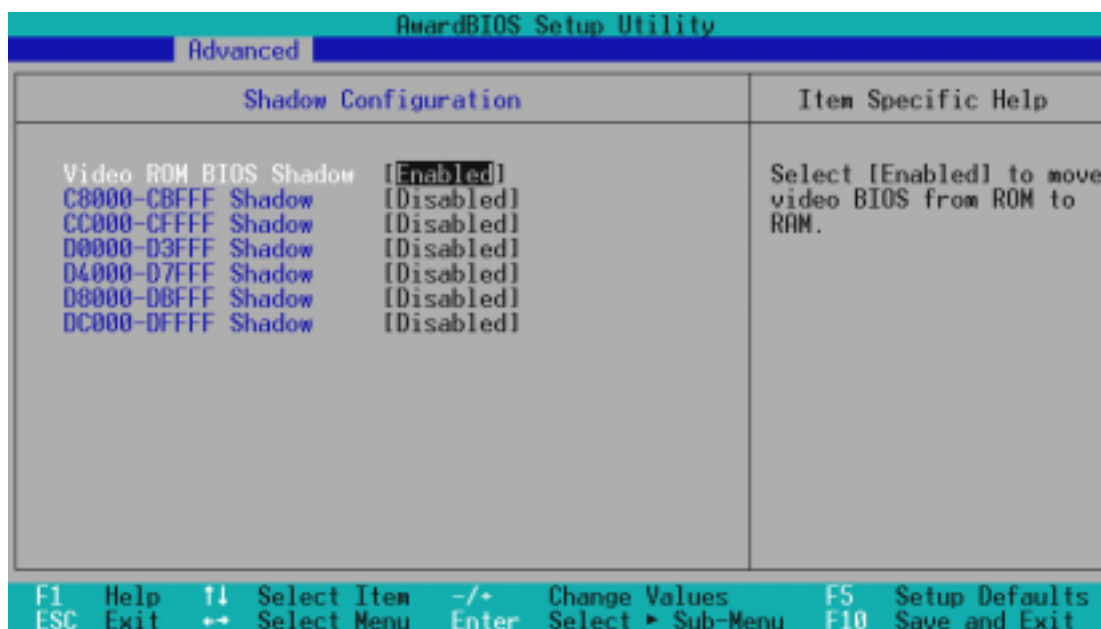 AwardBIOS Setup Utility
Advanced
Shadow Configuration
Item Specific Help
Video ROM BIOS Shadow [Enabled]
C8000-CBFFF Shadow [Disabled]
CC000-CFFFF Shadow [Disabled]
D0000-D3FFF Shadow [Disabled]
D4000-D7FFF Shadow [Disabled]
D8000-DBFFF Shadow [Disabled]
DC000-DFFFF Shadow [Disabled]
Select [Enabled] to move
video BIOS from ROM to
RAM.
F1 Help ↑↓ Select Item -/+ Change Values F5 Setup Defaults
ESC Exit ←→ Select Menu Enter Select ► Sub-Menu F10 Save and Exit